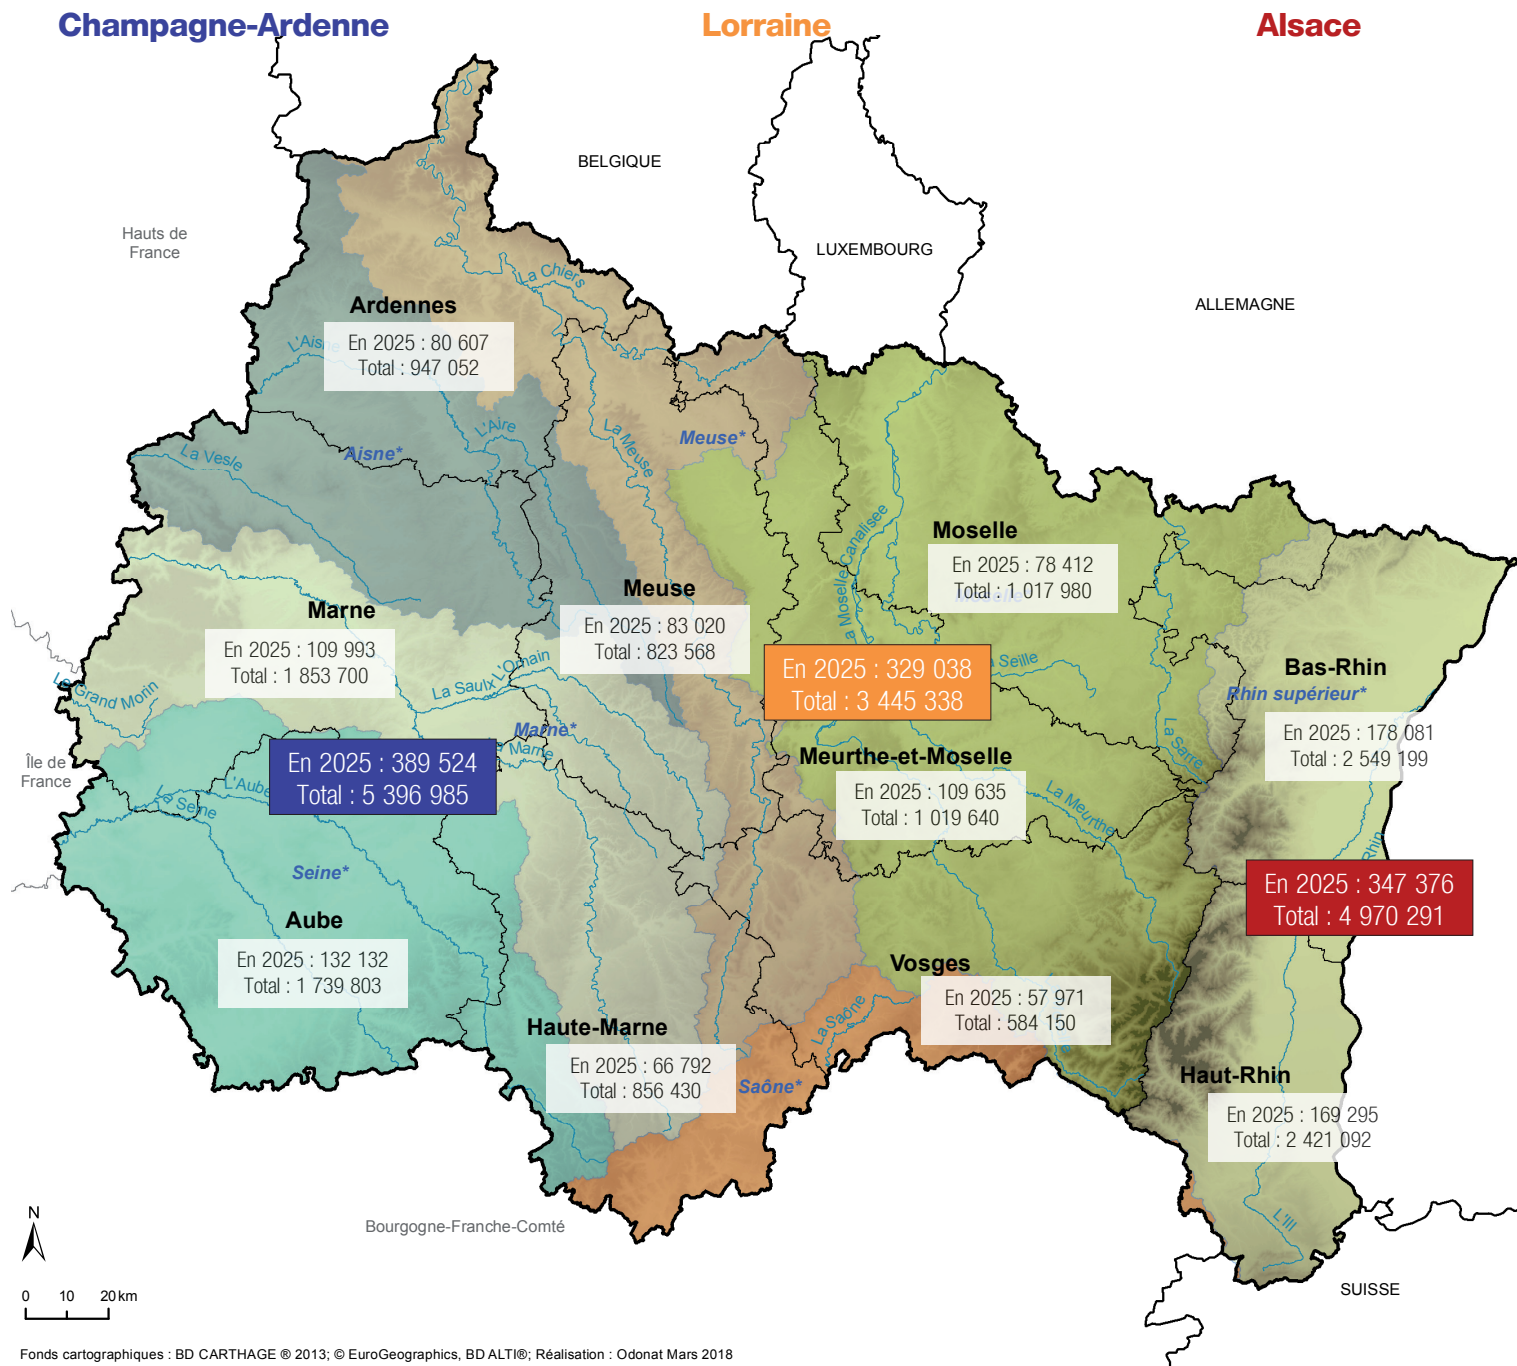 Champagne-Ardenne
Lorraine
Alsace
BELGIQUE
LUXEMBOURG
ALLEMAGNE
Hauts de
France
La Chiers
Ardennes
En 2025 : 80 607
Total : 947 052
L'Aisne
L'Aire
La Meuse
Meuse*
La Vesle
Aisne*
La Moselle Canalisee
Moselle
En 2025 : 78 412
Total : 1 017 980
Meuse
En 2025 : 83 020
Total : 823 568
Marne
En 2025 : 109 993
Total : 1 853 700
La Saulx
L'Ornain
Le Grand Morin
Marne*
La Marne
En 2025 : 329 038
Total : 3 445 338
Seille
Bas-Rhin
Rhin supérieur*
En 2025 : 178 081
Total : 2 549 199
La Sarre
Île de
France
En 2025 : 389 524
Total : 5 396 985
L'Aube
La Seine
Meurthe-et-Moselle
En 2025 : 109 635
Total : 1 019 640
La Meurthe
Rhin
Seine*
En 2025 : 347 376
Total : 4 970 291
Aube
En 2025 : 132 132
Total : 1 739 803
Vosges
En 2025 : 57 971
Total : 584 150
La Saône
Haute-Marne
En 2025 : 66 792
Total : 856 430
Saône*
Haut-Rhin
En 2025 : 169 295
Total : 2 421 092
L'Ill
Bourgogne-Franche-Comté
SUISSE
N
0 10 20 km
Fonds cartographiques : BD CARTHAGE ® 2013; © EuroGeographics, BD ALTI®; Réalisation : Odonat Mars 2018